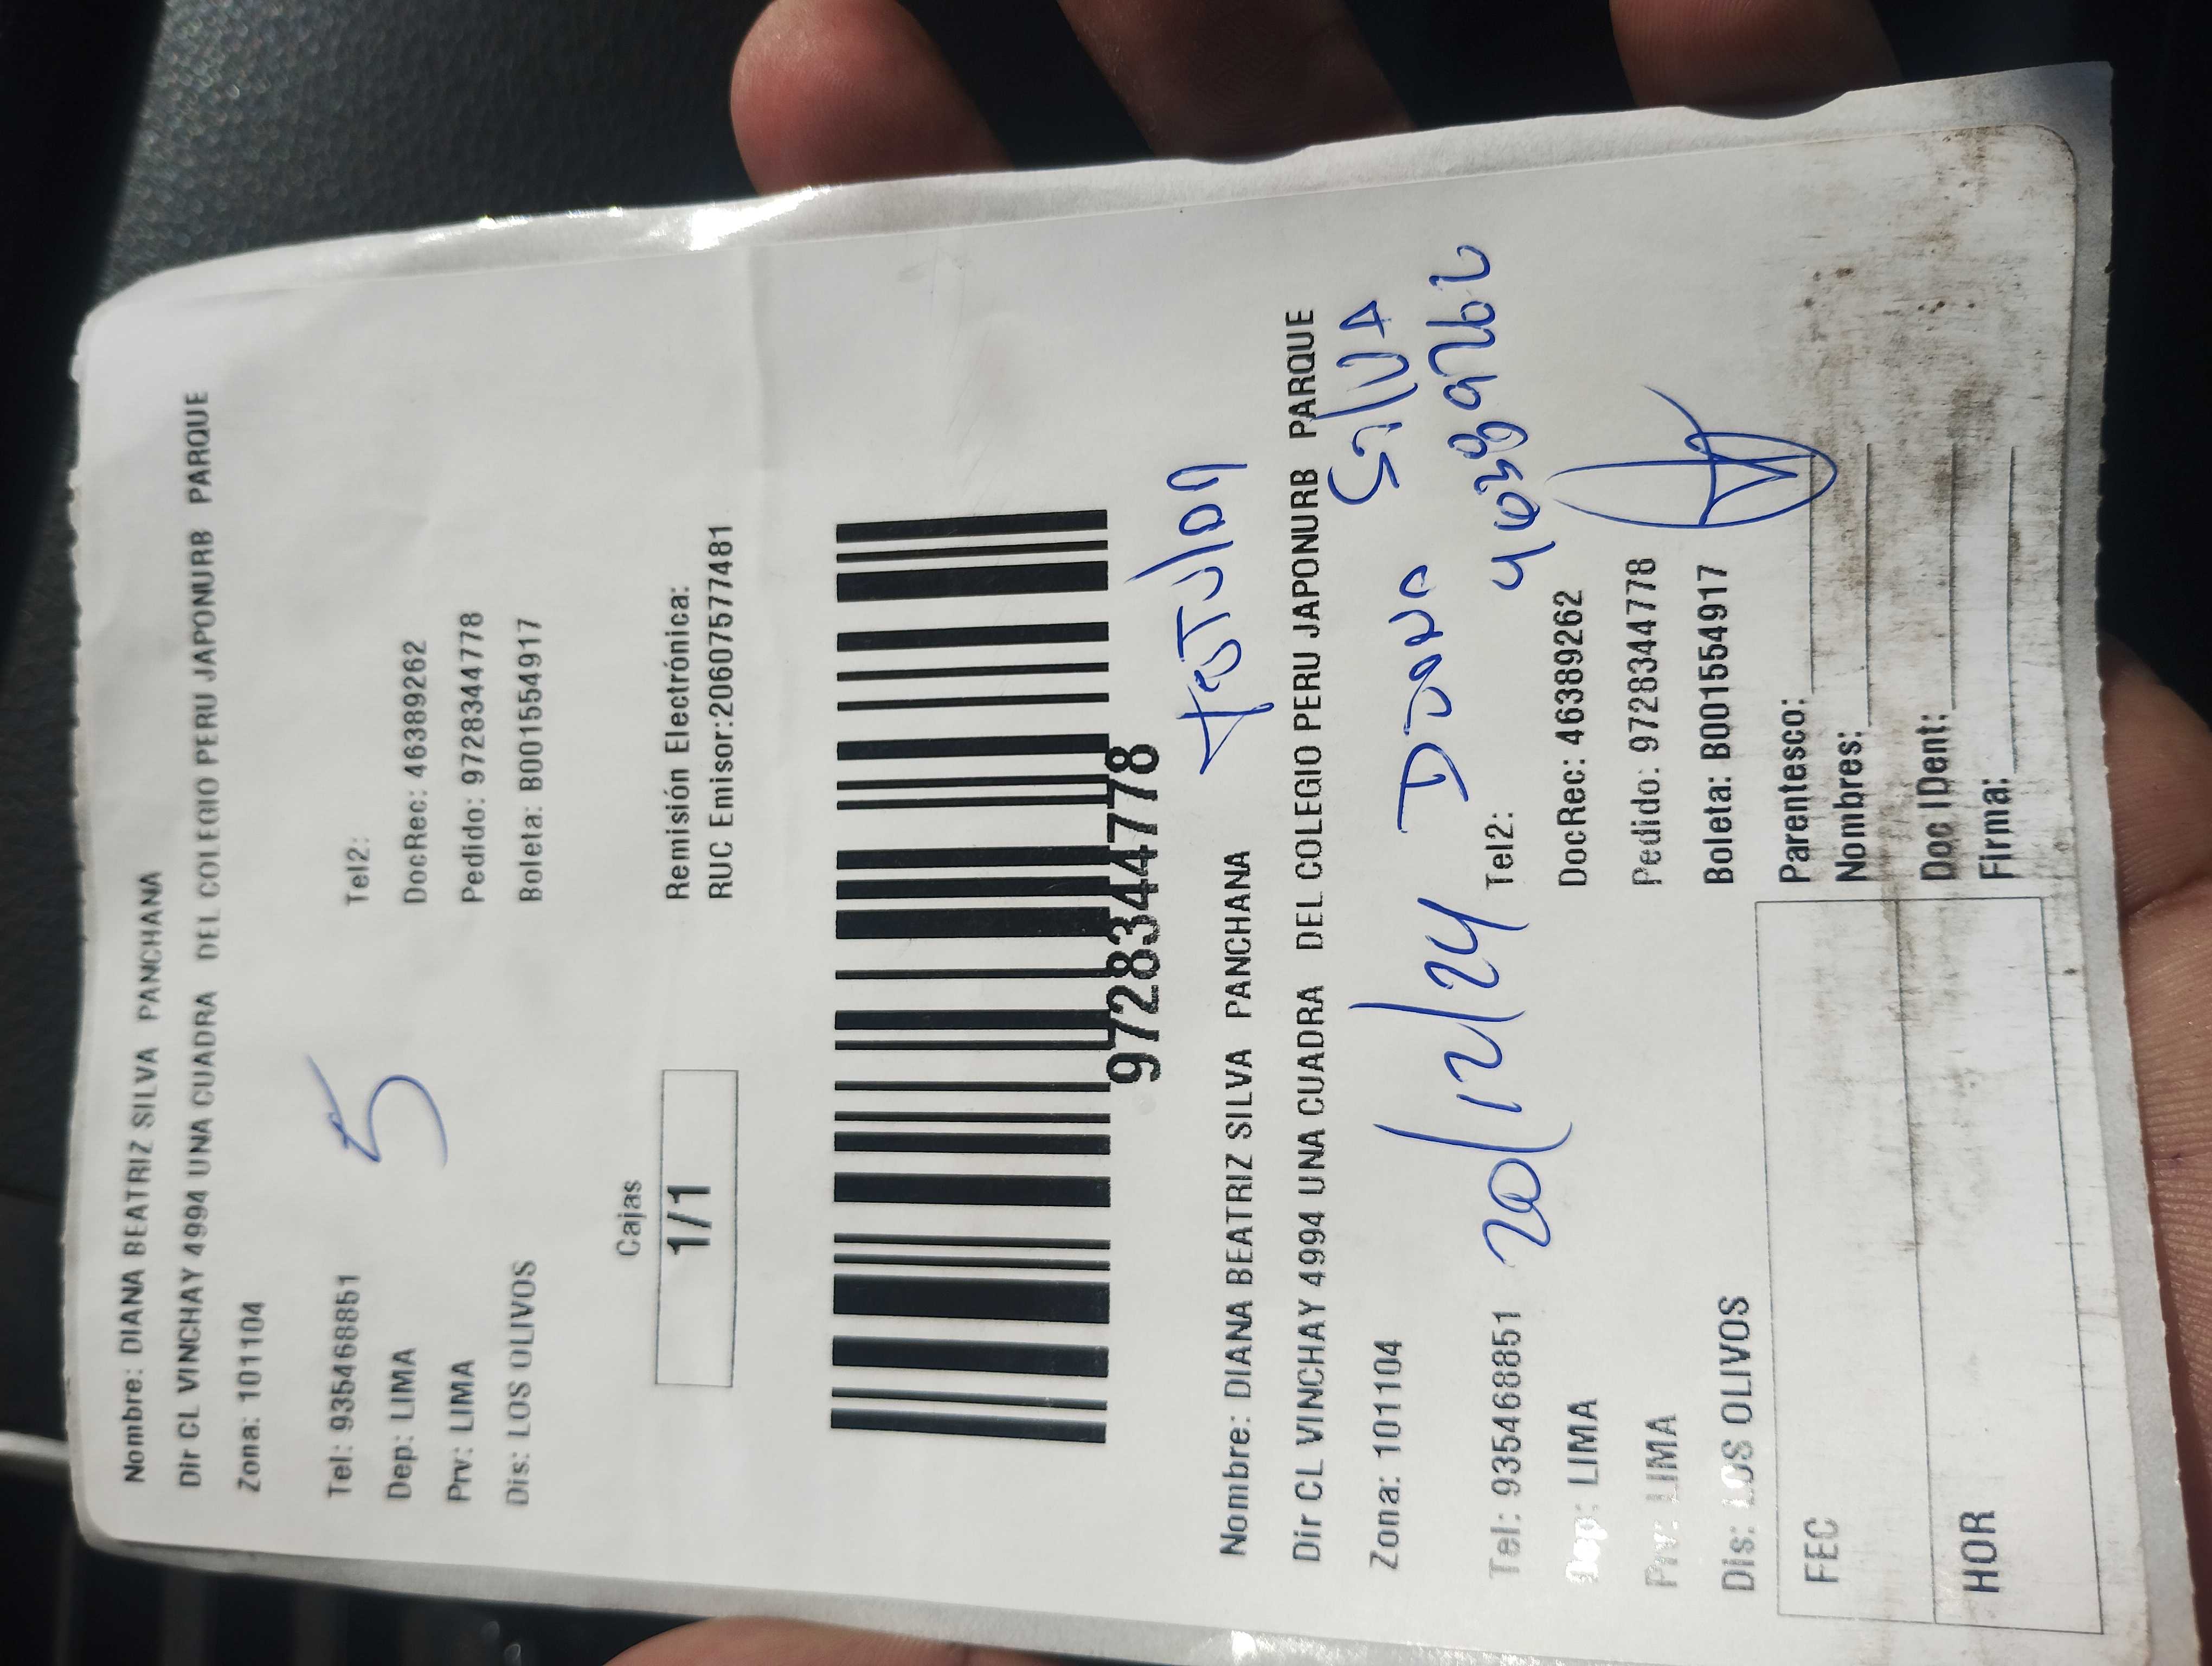 Nombre: DIANA BEATRIZ SILVA PANCHANA
Dir CL VINCHAY 4994 UNA CUADRA DEL COLEGIO PERU JAPONURB PARQUE
Zona: 101104
Tel: 935468851 Tel2:
5
Dep: LIMA DocRec: 46389262
Prv: LIMA Pedido: 9728344778
Dis: LOS OLIVOS Boleta: B001554917
Cajas
1/1
Remisión Electrónica:
RUC Emisor:20607577481
9728344778
Nombre: DIANA BEATRIZ SILVA PANCHANA
Dir CL VINCHAY 4994 UNA CUADRA DEL COLEGIO PERU JAPONURB PARQUE
Zona: 101104
SILVA
Tel: 935468851 20/12/24 Tel2:
46389262
Dep: LIMA DocRec: 46389262
Prv: LIMA Pedido: 9728344778
Dis: LOS OLIVOS Boleta: B001554917
FEC
HOR
Parentesco:
Nombres:
Doc IDent:
Firma: